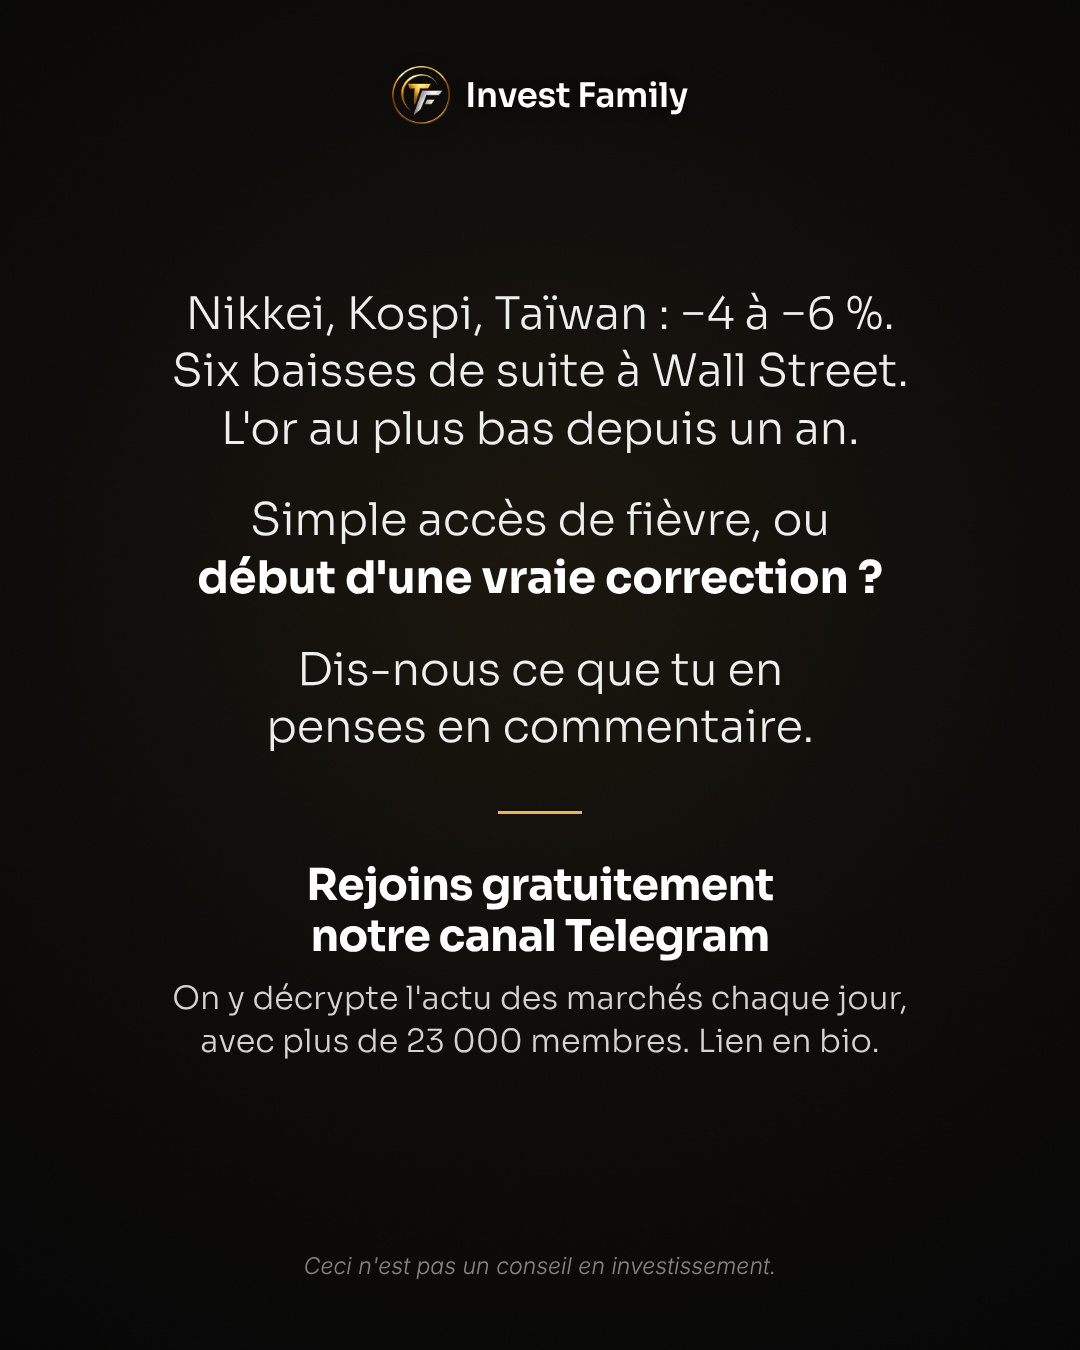 TF Invest Family
Nikkei, Kospi, Taïwan : −4 à −6 %.
Six baisses de suite à Wall Street.
L'or au plus bas depuis un an.
Simple accès de fièvre, ou
début d'une vraie correction ?
Dis-nous ce que tu en
penses en commentaire.
Rejoins gratuitement
notre canal Telegram
On y décrypte l'actu des marchés chaque jour,
avec plus de 23 000 membres. Lien en bio.
Ceci n'est pas un conseil en investissement.